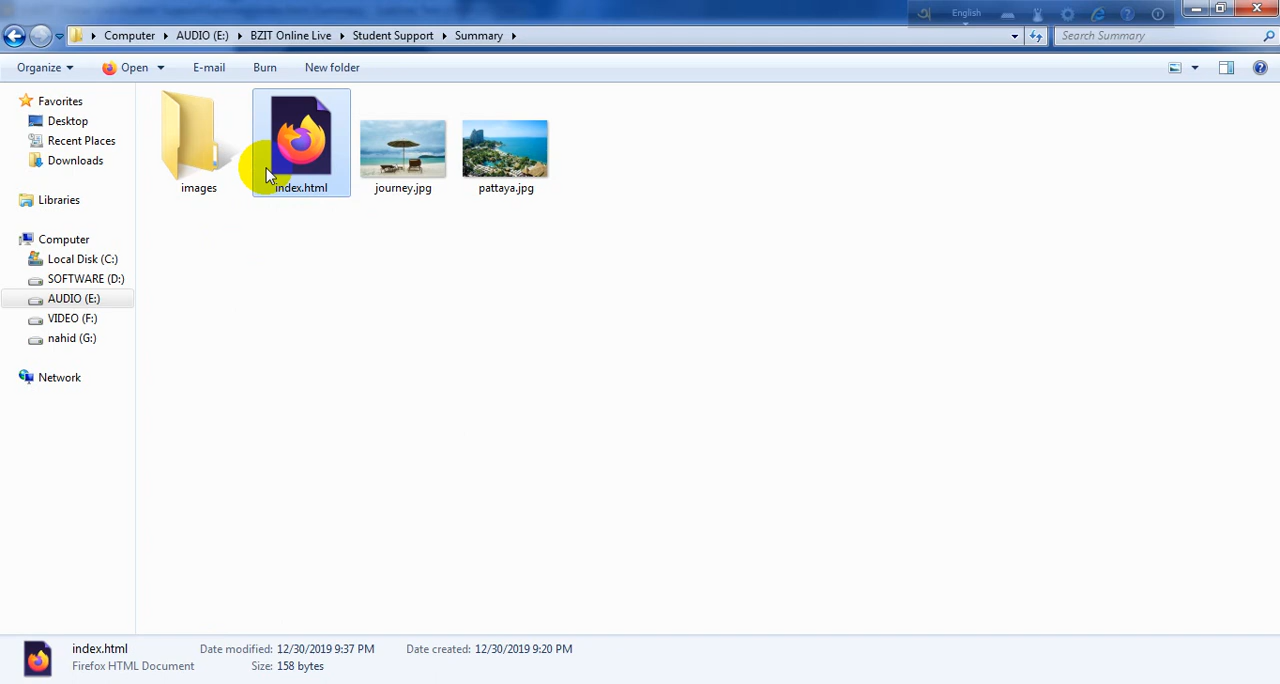 English
Computer AUDIO (E:) BZIT Online Live Student Support Summary
Search Summary
Organize Open E-mail Burn New folder
Favorites
Desktop
Recent Places
Downloads
Libraries
Computer
Local Disk (C:)
SOFTWARE (D:)
AUDIO (E:)
VIDEO (F:)
nahid (G:)
Network
images index.html journey.jpg pattaya.jpg
index.html Date modified: 12/30/2019 9:37 PM Date created: 12/30/2019 9:20 PM
Firefox HTML Document Size: 158 bytes